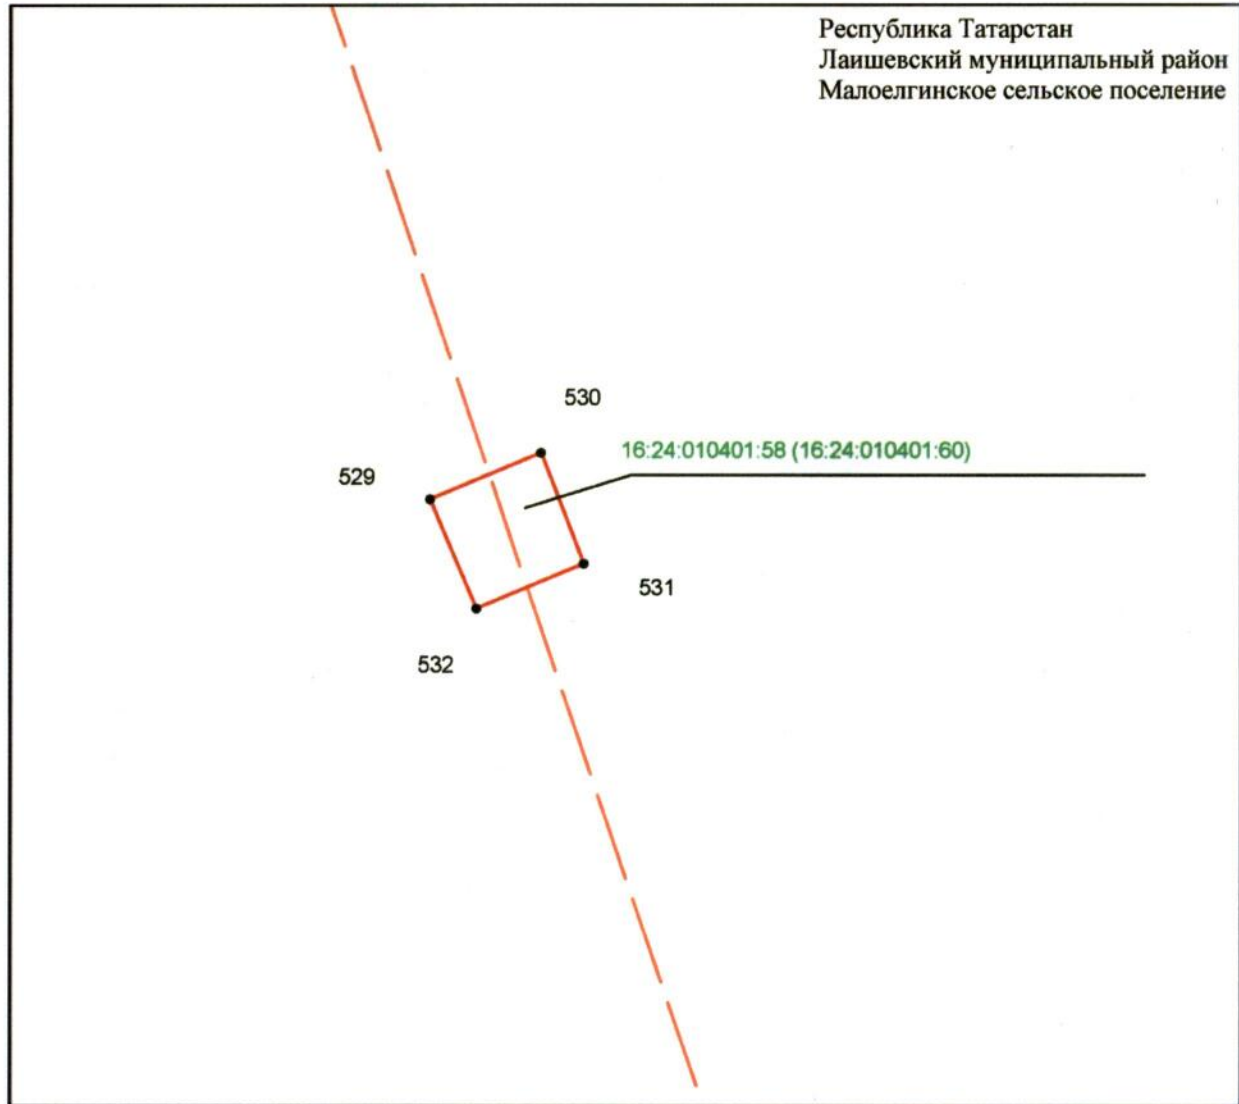 Республика Татарстан
Лаишевский муниципальный район
Малоелгинское сельское поселение
530
16:24:010401:58 (16:24:010401:60)
529
531
532